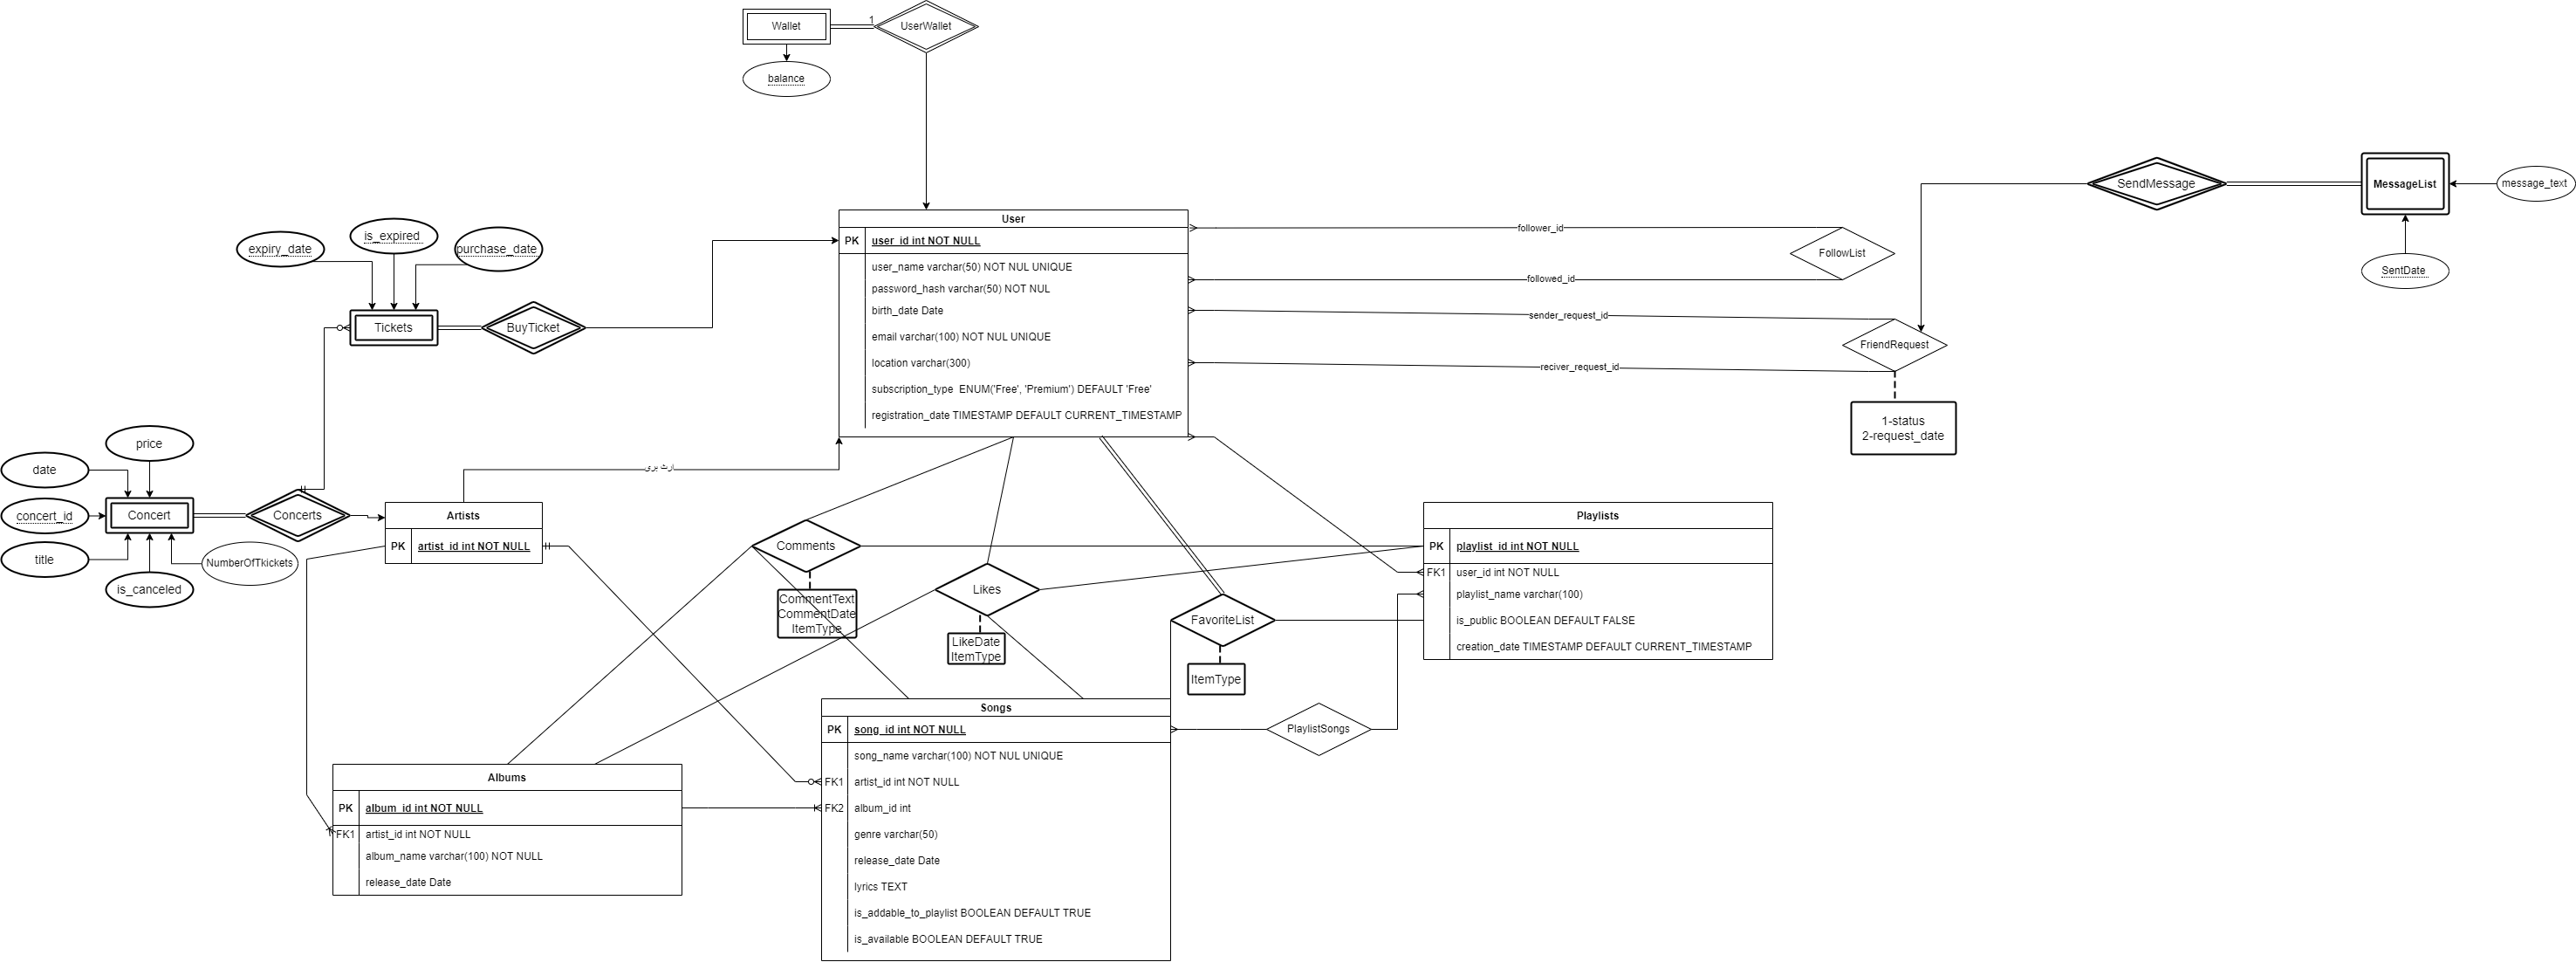 Wallet
1
UserWallet
balance
SendMessage
MessageList
message_text
SentDate
User
PK
user_id int NOT NULL
user_name varchar(50) NOT NUL UNIQUE
password_hash varchar(50) NOT NUL
birth_date Date
email varchar(100) NOT NUL UNIQUE
location varchar(300)
subscription_type ENUM('Free', 'Premium') DEFAULT 'Free'
registration_date TIMESTAMP DEFAULT CURRENT_TIMESTAMP
follower_id
FollowList
followed_id
sender_request_id
FriendRequest
reciver_request_id
1-status
2-request_date
expiry_date
is_expired
purchase_date
Tickets
BuyTicket
date
price
concert_id
Concert
Concerts
title
is_canceled
NumberOfTkickets
ارث بری
Artists
PK
artist_id int NOT NULL
Comments
CommentText
CommentDate
ItemType
Likes
LikeDate
ItemType
FavoriteList
ItemType
Playlists
PK
playlist_id int NOT NULL
FK1
user_id int NOT NULL
playlist_name varchar(100)
is_public BOOLEAN DEFAULT FALSE
creation_date TIMESTAMP DEFAULT CURRENT_TIMESTAMP
PlaylistSongs
Songs
PK
song_id int NOT NULL
song_name varchar(100) NOT NUL UNIQUE
FK1
artist_id int NOT NULL
FK2
album_id int
genre varchar(50)
release_date Date
lyrics TEXT
is_addable_to_playlist BOOLEAN DEFAULT TRUE
is_available BOOLEAN DEFAULT TRUE
Albums
PK
album_id int NOT NULL
FK1
artist_id int NOT NULL
album_name varchar(100) NOT NULL
release_date Date